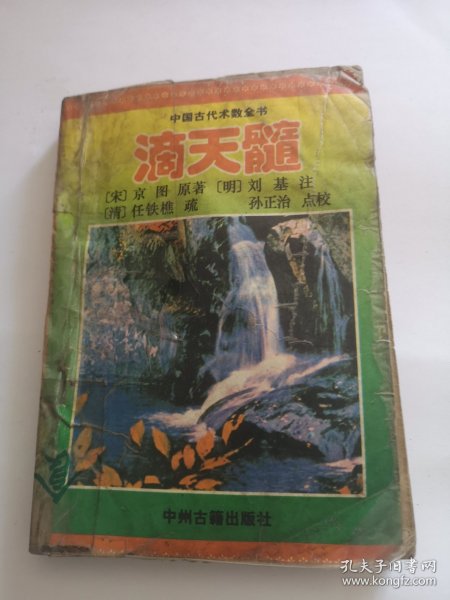 中国古代术数全书
滴天髓
〔宋〕京图 原著〔明〕刘基 注
〔清〕任铁樵 疏 孙正治 点校
中州古籍出版社
孔夫子旧书网
www.kongfz.com